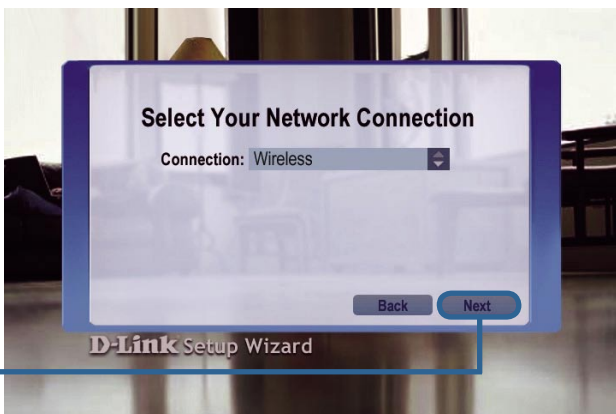 Select Your Network Connection
Connection: Wireless
Back Next
D-Link Setup Wizard